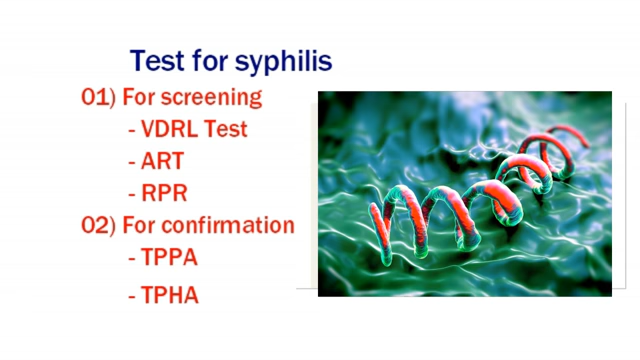 Test for syphilis
01) For screening
- VDRL Test
- ART
- RPR
02) For confirmation
- TPPA
- TPHA